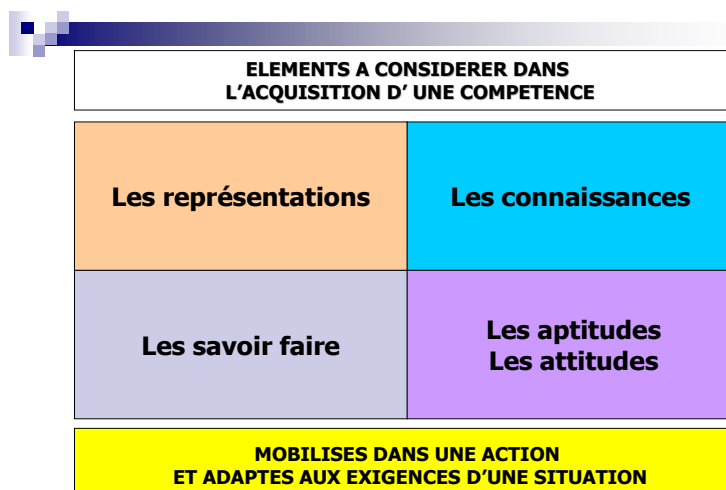 ELEMENTS A CONSIDERER DANS
L’ACQUISITION D’ UNE COMPETENCE
Les représentations
Les connaissances
Les savoir faire
Les aptitudes
Les attitudes
MOBILISES DANS UNE ACTION
ET ADAPTES AUX EXIGENCES D’UNE SITUATION